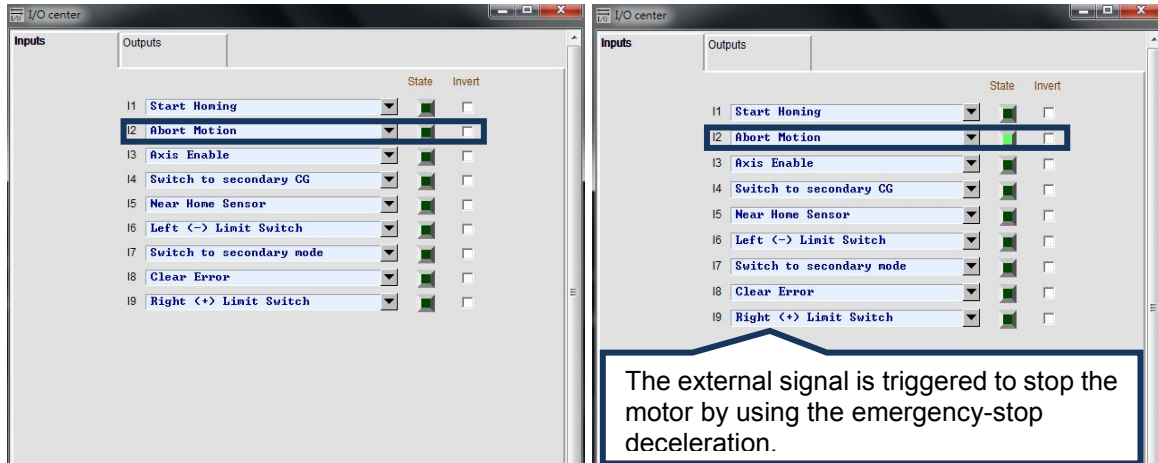 I/O center
Inputs
Outputs
State Invert
I1 Start Homing
I2 Abort Motion
I3 Axis Enable
I4 Switch to secondary CG
I5 Near Home Sensor
I6 Left (-) Limit Switch
I7 Switch to secondary mode
I8 Clear Error
I9 Right (+) Limit Switch
I/O center
Inputs
Outputs
State Invert
I1 Start Homing
I2 Abort Motion
I3 Axis Enable
I4 Switch to secondary CG
I5 Near Home Sensor
I6 Left (-) Limit Switch
I7 Switch to secondary mode
I8 Clear Error
I9 Right (+) Limit Switch
The external signal is triggered to stop the
motor by using the emergency-stop
deceleration.